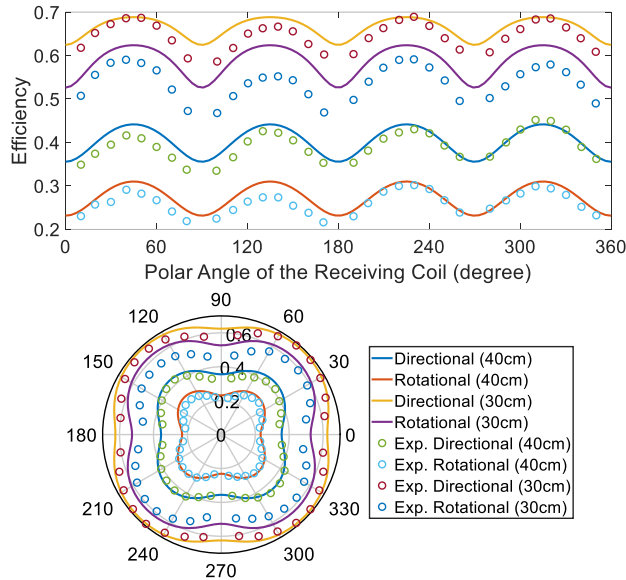 0.7
0.6
0.5
0.4
0.3
0.2
Efficiency
0 60 120 180 240 300 360
Polar Angle of the Receiving Coil (degree)
90
120 60
150 30
180 0
210 330
240 300
270
0.6
0.4
0.2
0
Directional (40cm)
Rotational (40cm)
Directional (30cm)
Rotational (30cm)
Exp. Directional (40cm)
Exp. Rotational (40cm)
Exp. Directional (30cm)
Exp. Rotational (30cm)